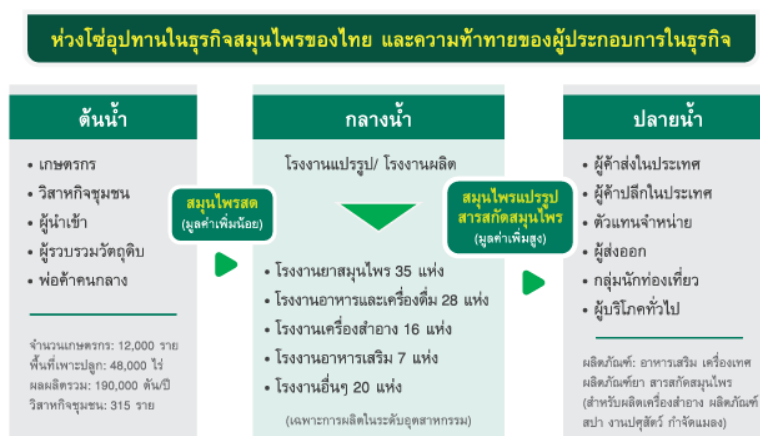 ห่วงโซ่อุปทานในธุรกิจสมุนไพรของไทย และความท้าทายของผู้ประกอบการในธุรกิจ
ต้นน้ำ
• เกษตรกร
• วิสาหกิจชุมชน
• ผู้นำเข้า
• ผู้รวบรวมวัตถุดิบ
• พ่อค้าคนกลาง
จำนวนเกษตรกร: 12,000 ราย
พื้นที่เพาะปลูก: 48,000 ไร่
ผลผลิตรวม: 190,000 ตัน/ปี
วิสาหกิจชุมชน: 315 ราย
สมุนไพรสด
(มูลค่าเพิ่มน้อย)
กลางน้ำ
โรงงานแปรรูป/ โรงงานผลิต
• โรงงานยาสมุนไพร 35 แห่ง
• โรงงานอาหารและเครื่องดื่ม 28 แห่ง
• โรงงานเครื่องสำอาง 16 แห่ง
• โรงงานอาหารเสริม 7 แห่ง
• โรงงานอื่นๆ 20 แห่ง
(เฉพาะการผลิตในระดับอุตสาหกรรม)
สมุนไพรแปรรูป
สารสกัดสมุนไพร
(มูลค่าเพิ่มสูง)
ปลายน้ำ
• ผู้ค้าส่งในประเทศ
• ผู้ค้าปลีกในประเทศ
• ตัวแทนจำหน่าย
• ผู้ส่งออก
• กลุ่มนักท่องเที่ยว
• ผู้บริโภคทั่วไป
ผลิตภัณฑ์: อาหารเสริม เครื่องเทศ
ผลิตภัณฑ์ยา สารสกัดสมุนไพร
(สำหรับผลิตเครื่องสำอาง ผลิตภัณฑ์
สปา งานปศุสัตว์ กำจัดแมลง)